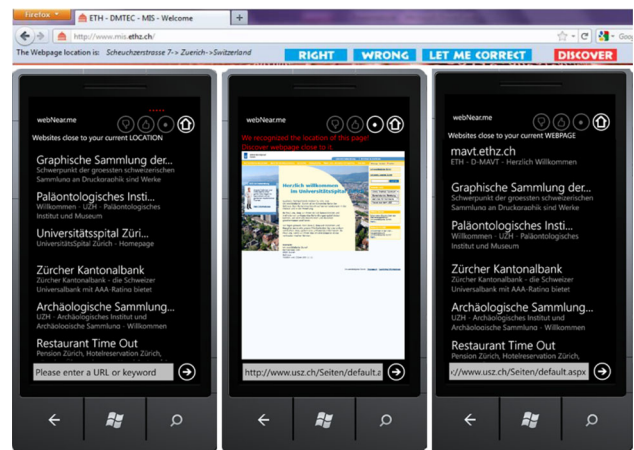 Firefox
ETH - DMTEC - MIS - Welcome
+
http://www.mis.ethz.ch/
Goo
The Webpage location is: Scheuchzerstrasse 7-> Zuerich->Switzerland
RIGHT
WRONG
LET ME CORRECT
DISCOVER
webNear.me
Websites close to your current LOCATION
Graphische Sammlung der...
Schwerpunkt der groessten schweizerischen
Sammlung an Druckgraphik sind Werke
Paläontologisches Insti...
Willkommen - UZH - Paläontologisches
Institut und Museum
Universitätsspital Züri...
UniversitätsSpital Zürich - Homepage
Zürcher Kantonalbank
Zürcher Kantonalbank - die Schweizer
Universalbank mit AAA-Rating bietet
Archäologische Sammlung...
UZH - Archäologisches Institut und
Archäologische Sammlung - Willkommen
Restaurant Time Out
Pension Zürich, Hotelreservation Zürich,
Please enter a URL or keyword
webNear.me
We recognized the location of this page!
Discover webpage close to it.
Herzlich willkommen
im UniversitätsSpital
http://www.usz.ch/Seiten/default.a
webNear.me
Websites close to your current WEBPAGE
mavt.ethz.ch
ETH - D-MAVT - Herzlich Willkommen
Graphische Sammlung der...
Schwerpunkt der groessten schweizerischen
Sammlung an Druckgraphik sind Werke
Paläontologisches Insti...
Willkommen - UZH - Paläontologisches
Institut und Museum
Zürcher Kantonalbank
Zürcher Kantonalbank - die Schweizer
Universalbank mit AAA-Rating bietet
Archäologische Sammlung...
UZH - Archäologisches Institut und
Archäologische Sammlung - Willkommen
Restaurant Time Out
Pension Zürich, Hotelreservation Zürich,
://www.usz.ch/Seiten/default.aspx